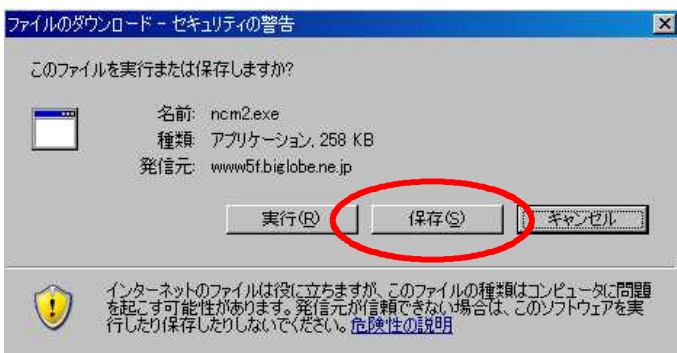 ファイルのダウンロード - セキュリティの警告
このファイルを実行または保存しますか?
名前: ncm2.exe
種類: アプリケーション, 258 KB
発信元: www5f.biglobe.ne.jp
実行(R) 保存(S) キャンセル
インターネットのファイルは役に立ちますが、このファイルの種類はコンピュータに問題
を起こす可能性があります。発信元が信頼できない場合は、このソフトウェアを実
行したり保存したりしないでください。危険性の説明